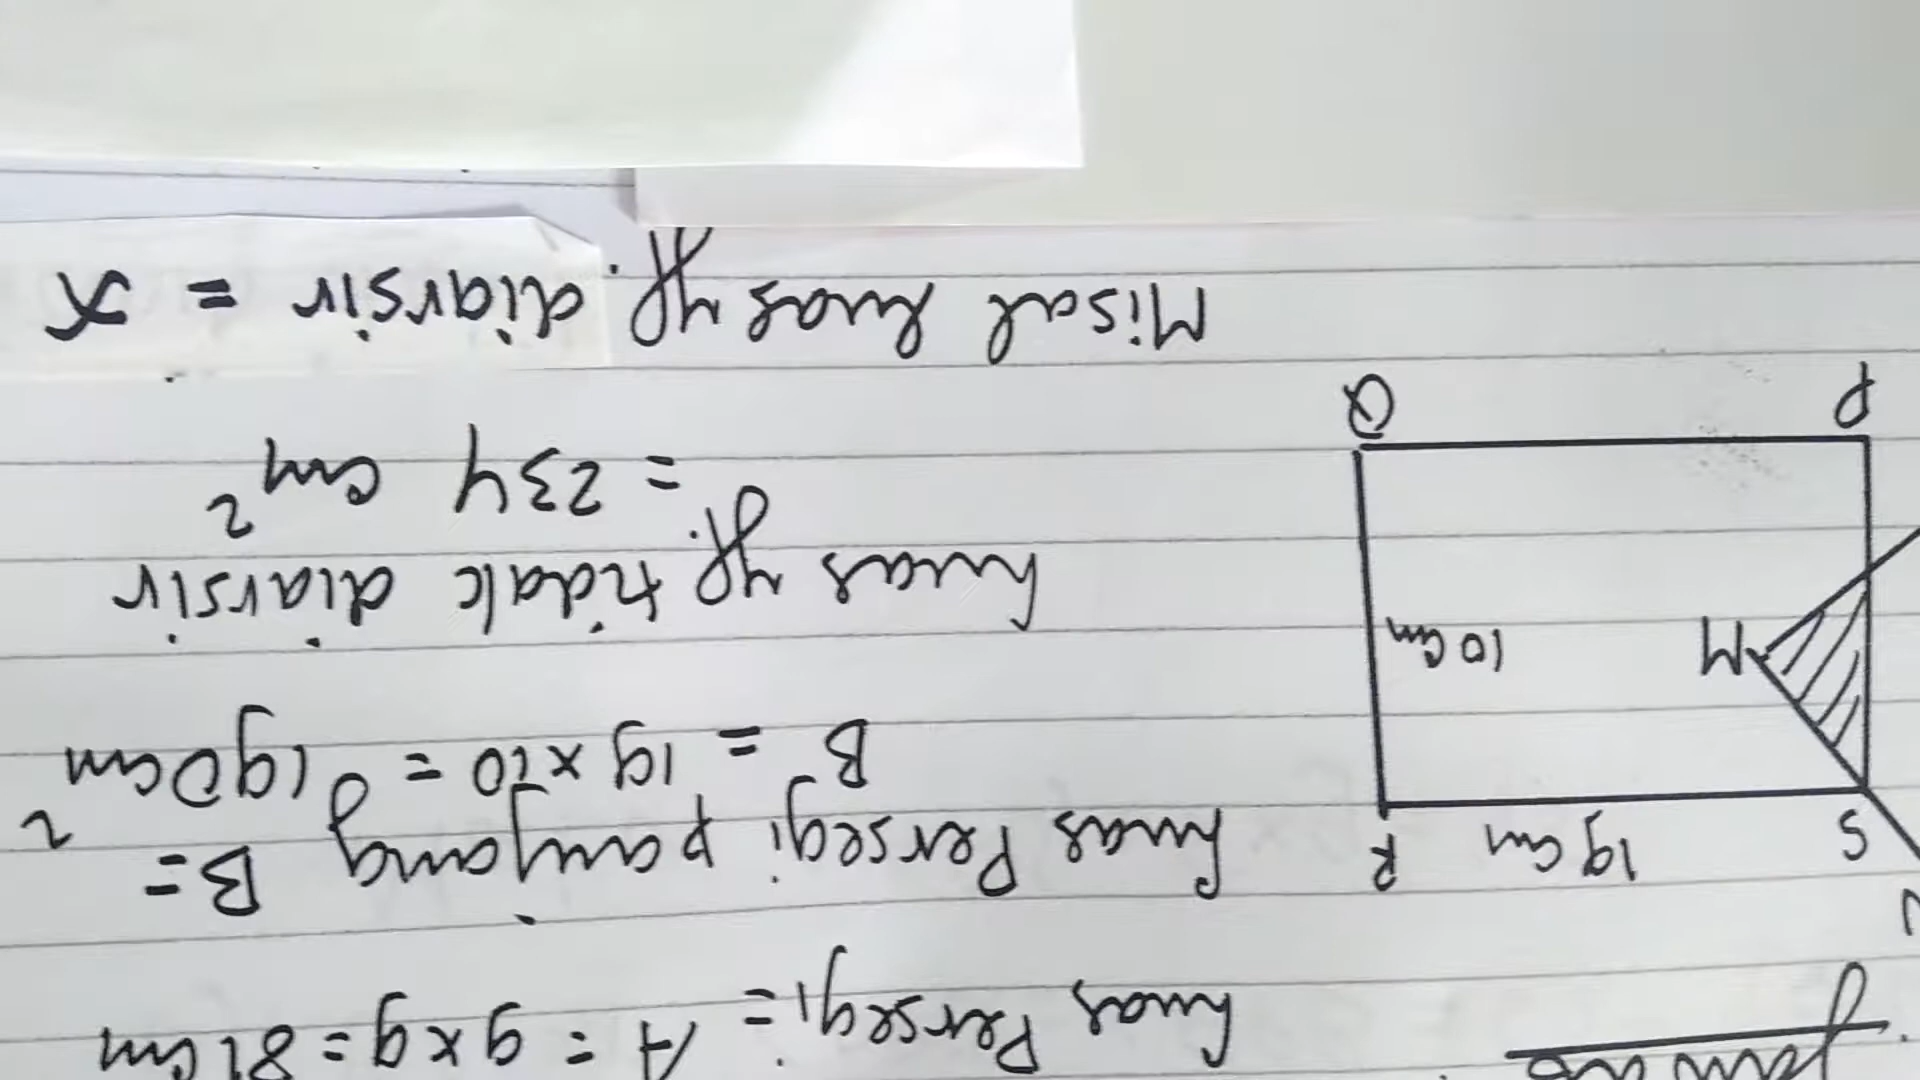 Jawab
Luas Persegi = A = 9 x 9 = 81 cm
Luas Persegi panjang = B =
B = 19 x 10 = 190 cm²
Luas yg tidak diarsir
= 234 cm²
Misal luas yg diarsir = x
S 19 cm R
M 10 cm
P Q